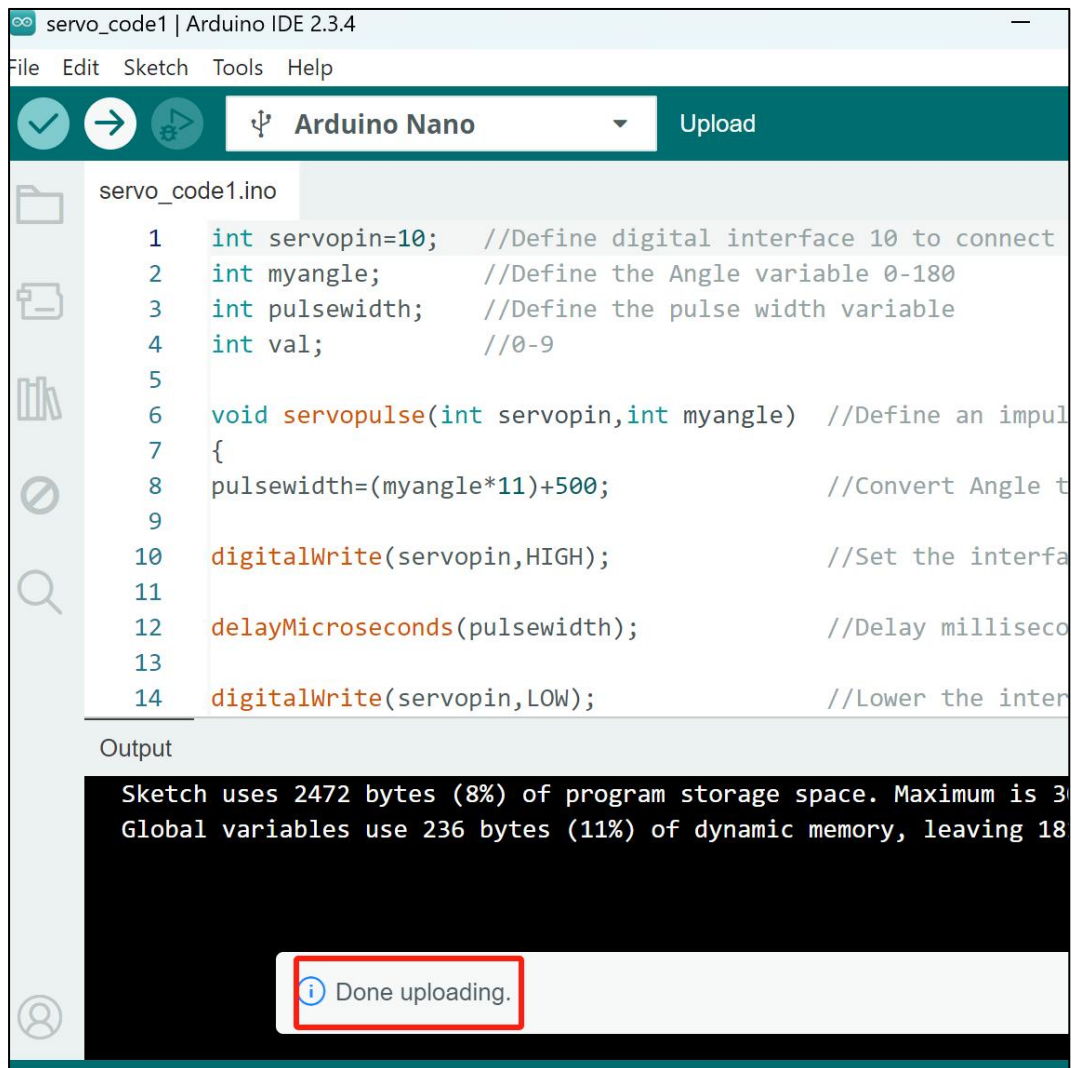 servo_code1 | Arduino IDE 2.3.4
File Edit Sketch Tools Help
Arduino Nano
Upload
servo_code1.ino
1 int servopin=10; //Define digital interface 10 to connect
2 int myangle; //Define the Angle variable 0-180
3 int pulsewidth; //Define the pulse width variable
4 int val; //0-9
5
6 void servopulse(int servopin,int myangle) //Define an impul
7 {
8 pulsewidth=(myangle*11)+500; //Convert Angle t
9
10 digitalWrite(servopin,HIGH); //Set the interfa
11
12 delayMicroseconds(pulsewidth); //Delay milliseco
13
14 digitalWrite(servopin,LOW); //Lower the inter
Output
Sketch uses 2472 bytes (8%) of program storage space. Maximum is 3
Global variables use 236 bytes (11%) of dynamic memory, leaving 18
Done uploading.